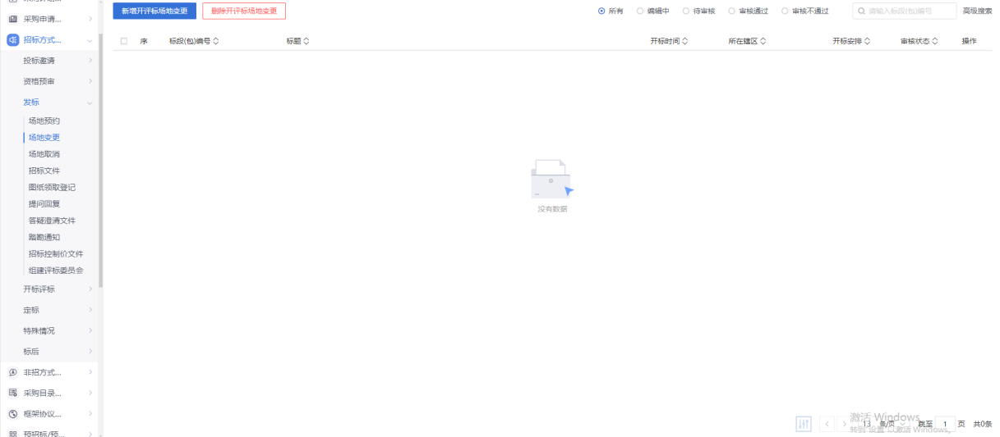 新增开评标场地变更
删除开评标场地变更
所有 编辑中 待审核 审核通过 审核不通过
请输入标段(包)编号
高级搜索
采购申请...
招标方式...
投标邀请
资格预审
发标
场地预约
场地变更
场地取消
招标文件
图纸领取登记
提问回复
答疑澄清文件
踏勘通知
招标控制价文件
组建评标委员会
开标评标
定标
特殊情况
标后
非招方式...
采购目录...
框架协议...
预招标/预...
序 标段(包)编号 标题 开标时间 所在辖区 开标安排 审核状态 操作
没有数据
13 条/页 跳至 1 页 共0条
激活 Windows
转到"设置"以激活 Windows。